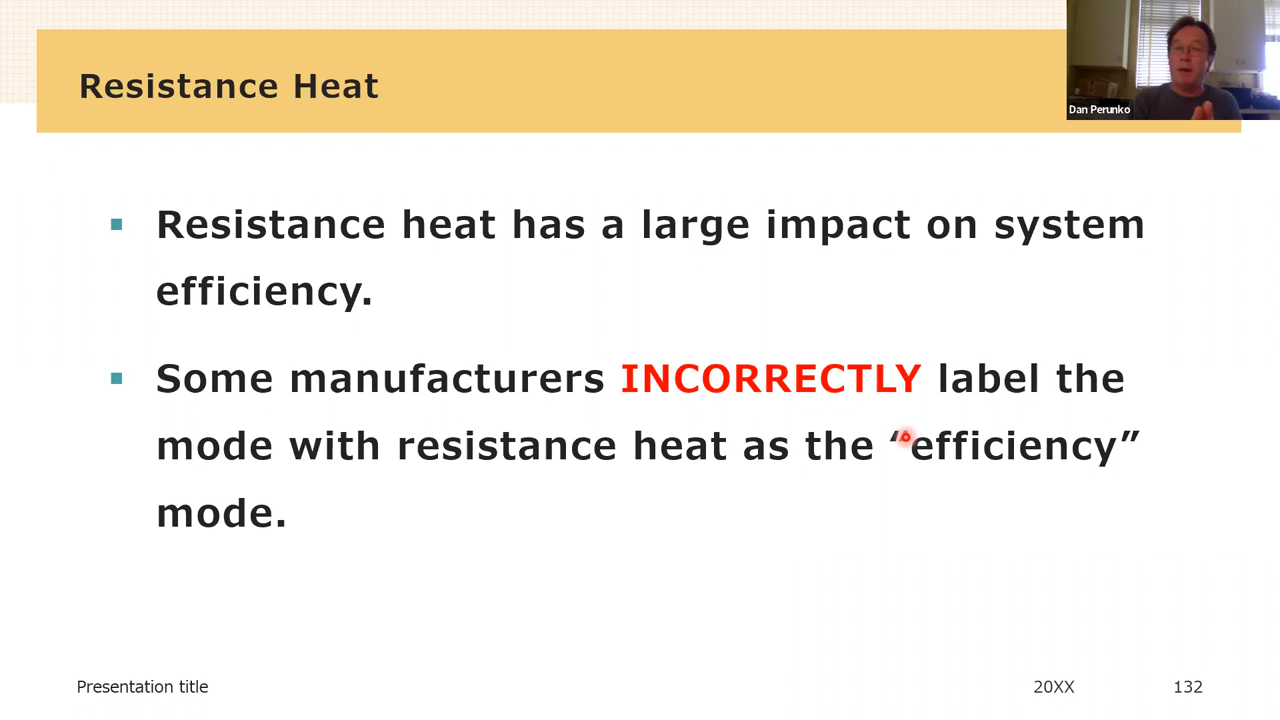 Resistance Heat
Dan Perunko
Resistance heat has a large impact on system
efficiency.
Some manufacturers INCORRECTLY label the
mode with resistance heat as the “efficiency”
mode.
Presentation title
20XX
132